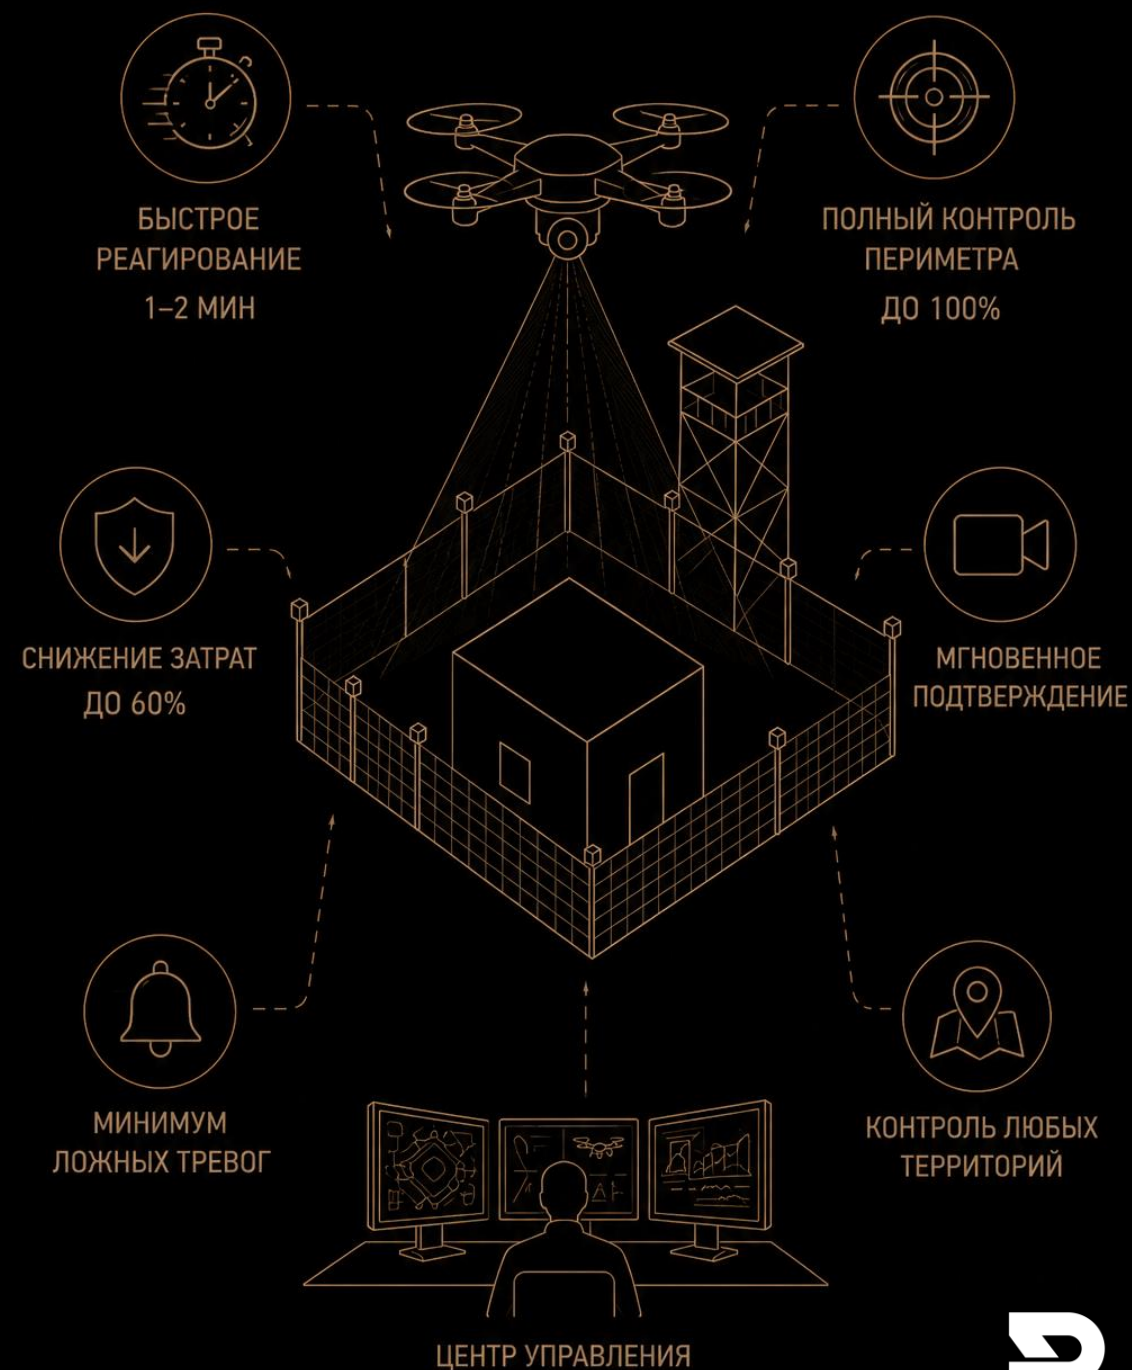 БЫСТРОЕ
РЕАГИРОВАНИЕ
1–2 МИН
ПОЛНЫЙ КОНТРОЛЬ
ПЕРИМЕТРА
ДО 100%
СНИЖЕНИЕ ЗАТРАТ
ДО 60%
МГНОВЕННОЕ
ПОДТВЕРЖДЕНИЕ
МИНИМУМ
ЛОЖНЫХ ТРЕВОГ
КОНТРОЛЬ ЛЮБЫХ
ТЕРРИТОРИЙ
ЦЕНТР УПРАВЛЕНИЯ